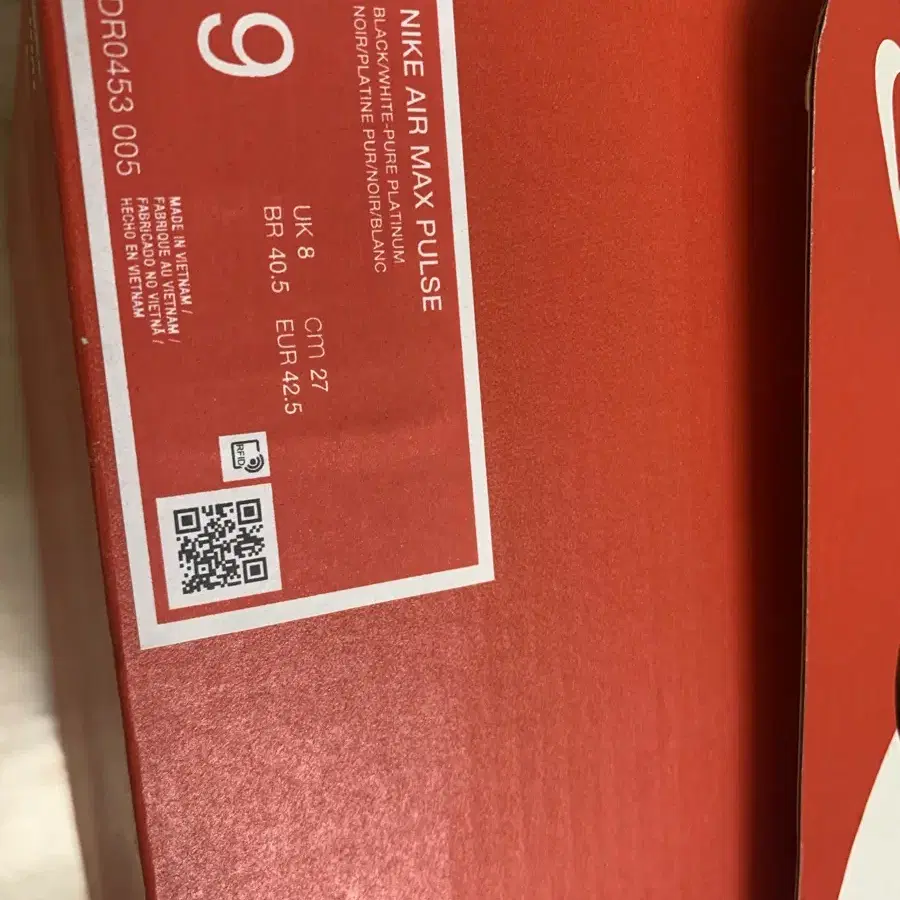 NIKE AIR MAX PULSE
BLACK/WHITE-PURE PLATINUM
NOIR/PLATINE PUR/NOIR/BLANC
9
UK 8 cm 27
BR 40.5 EUR 42.5
DR0453 005
MADE IN VIETNAM /
FABRIQUE AU VIETNAM /
FABRICADO NO VIETNÃ /
HECHO EN VIETNAM
RFID